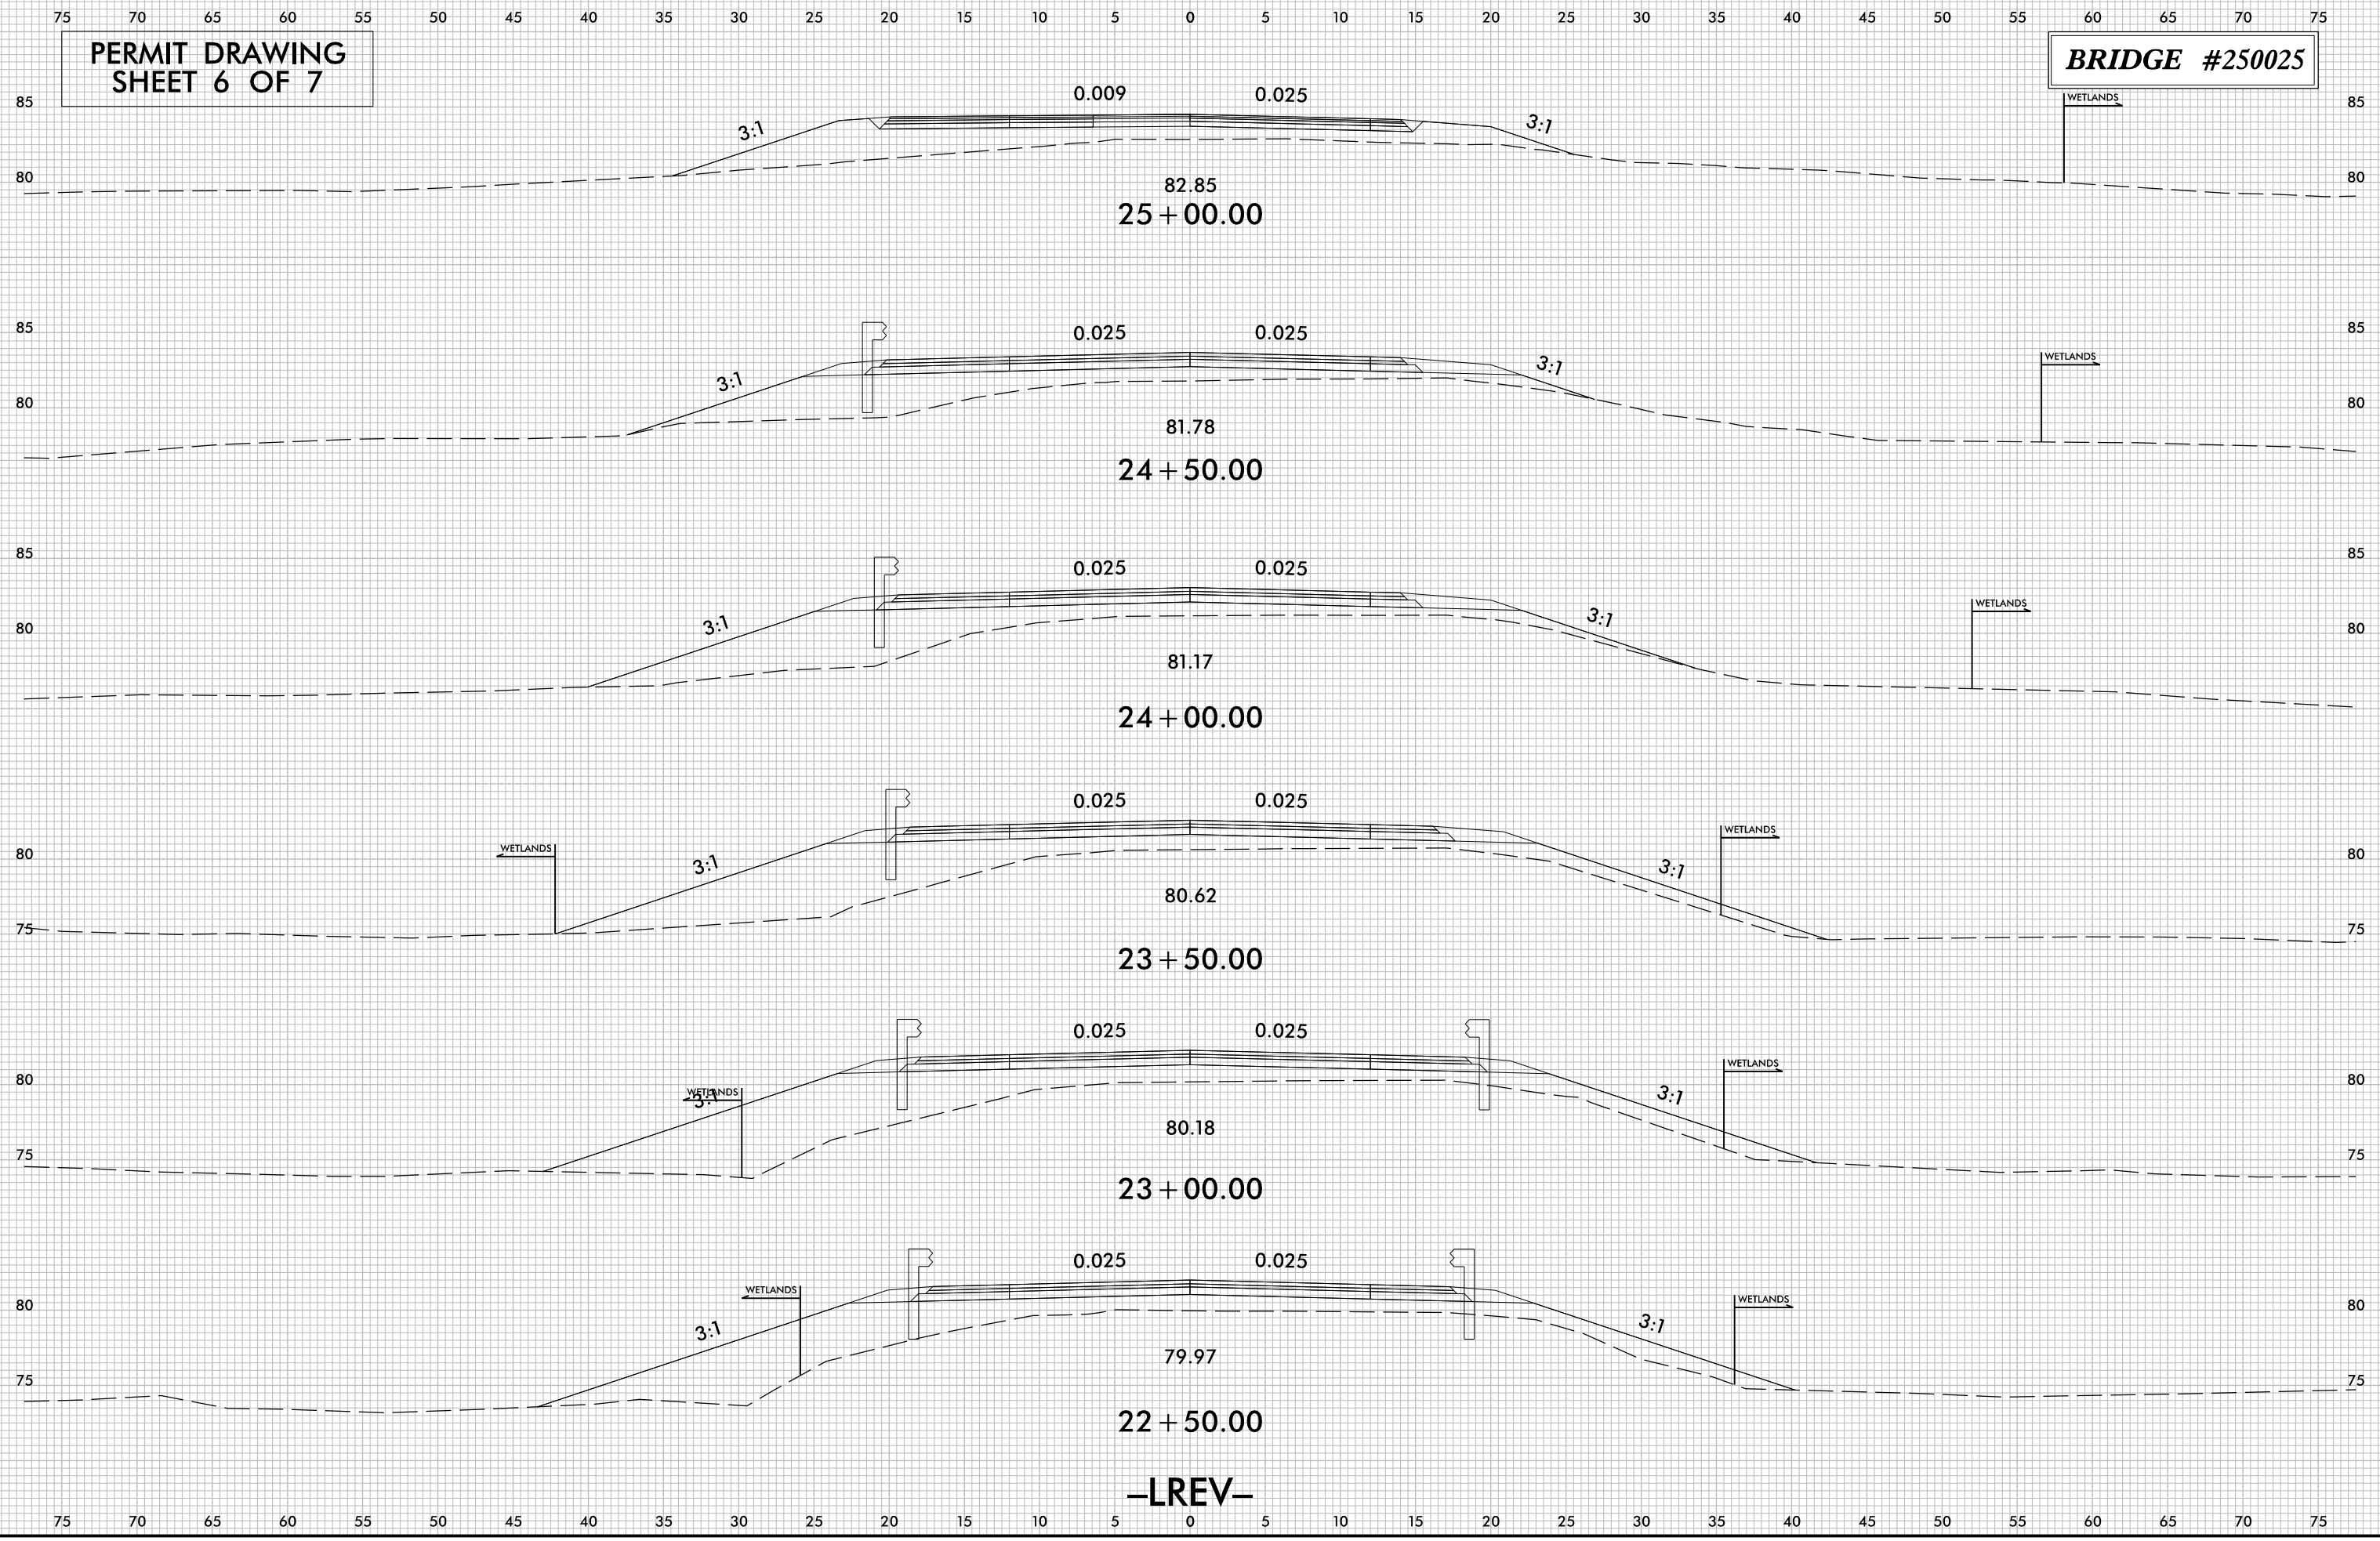 75 70 65 60 55 50 45 40 35 30 25 20 15 10 5 0 5 10 15 20 25 30 35 40 45 50 55 60 65 70 75
PERMIT DRAWING
SHEET 6 OF 7
BRIDGE #250025
85 0.009 0.025 WETLANDS 85
3:1 3:1
80 80
82.85
25+00.00
85 0.025 0.025 85
WETLANDS
3:1 3:1
80 80
81.78
24+50.00
85 85
0.025 0.025
WETLANDS
3:1 3:1
80 80
81.17
24+00.00
0.025 0.025
WETLANDS WETLANDS
80 80
3:1 3:1
80.62
75 75
23+50.00
0.025 0.025
WETLANDS
80 80
WETLANDS
3:1 3:1
80.18
75 75
23+00.00
0.025 0.025
WETLANDS WETLANDS
80 80
3:1 3:1
79.97
75 75
22+50.00
–LREV–
75 70 65 60 55 50 45 40 35 30 25 20 15 10 5 0 5 10 15 20 25 30 35 40 45 50 55 60 65 70 75